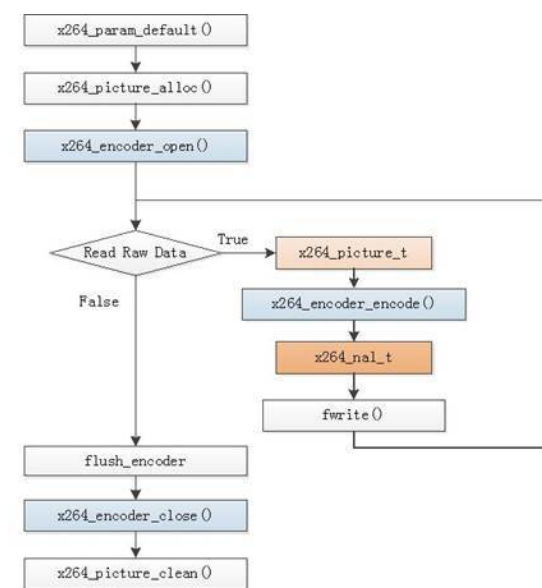 x264_param_default()
x264_picture_alloc()
x264_encoder_open()
Read Raw Data
True
x264_picture_t
x264_encoder_encode()
x264_nal_t
fwrite()
False
flush_encoder
x264_encoder_close()
x264_picture_clean()